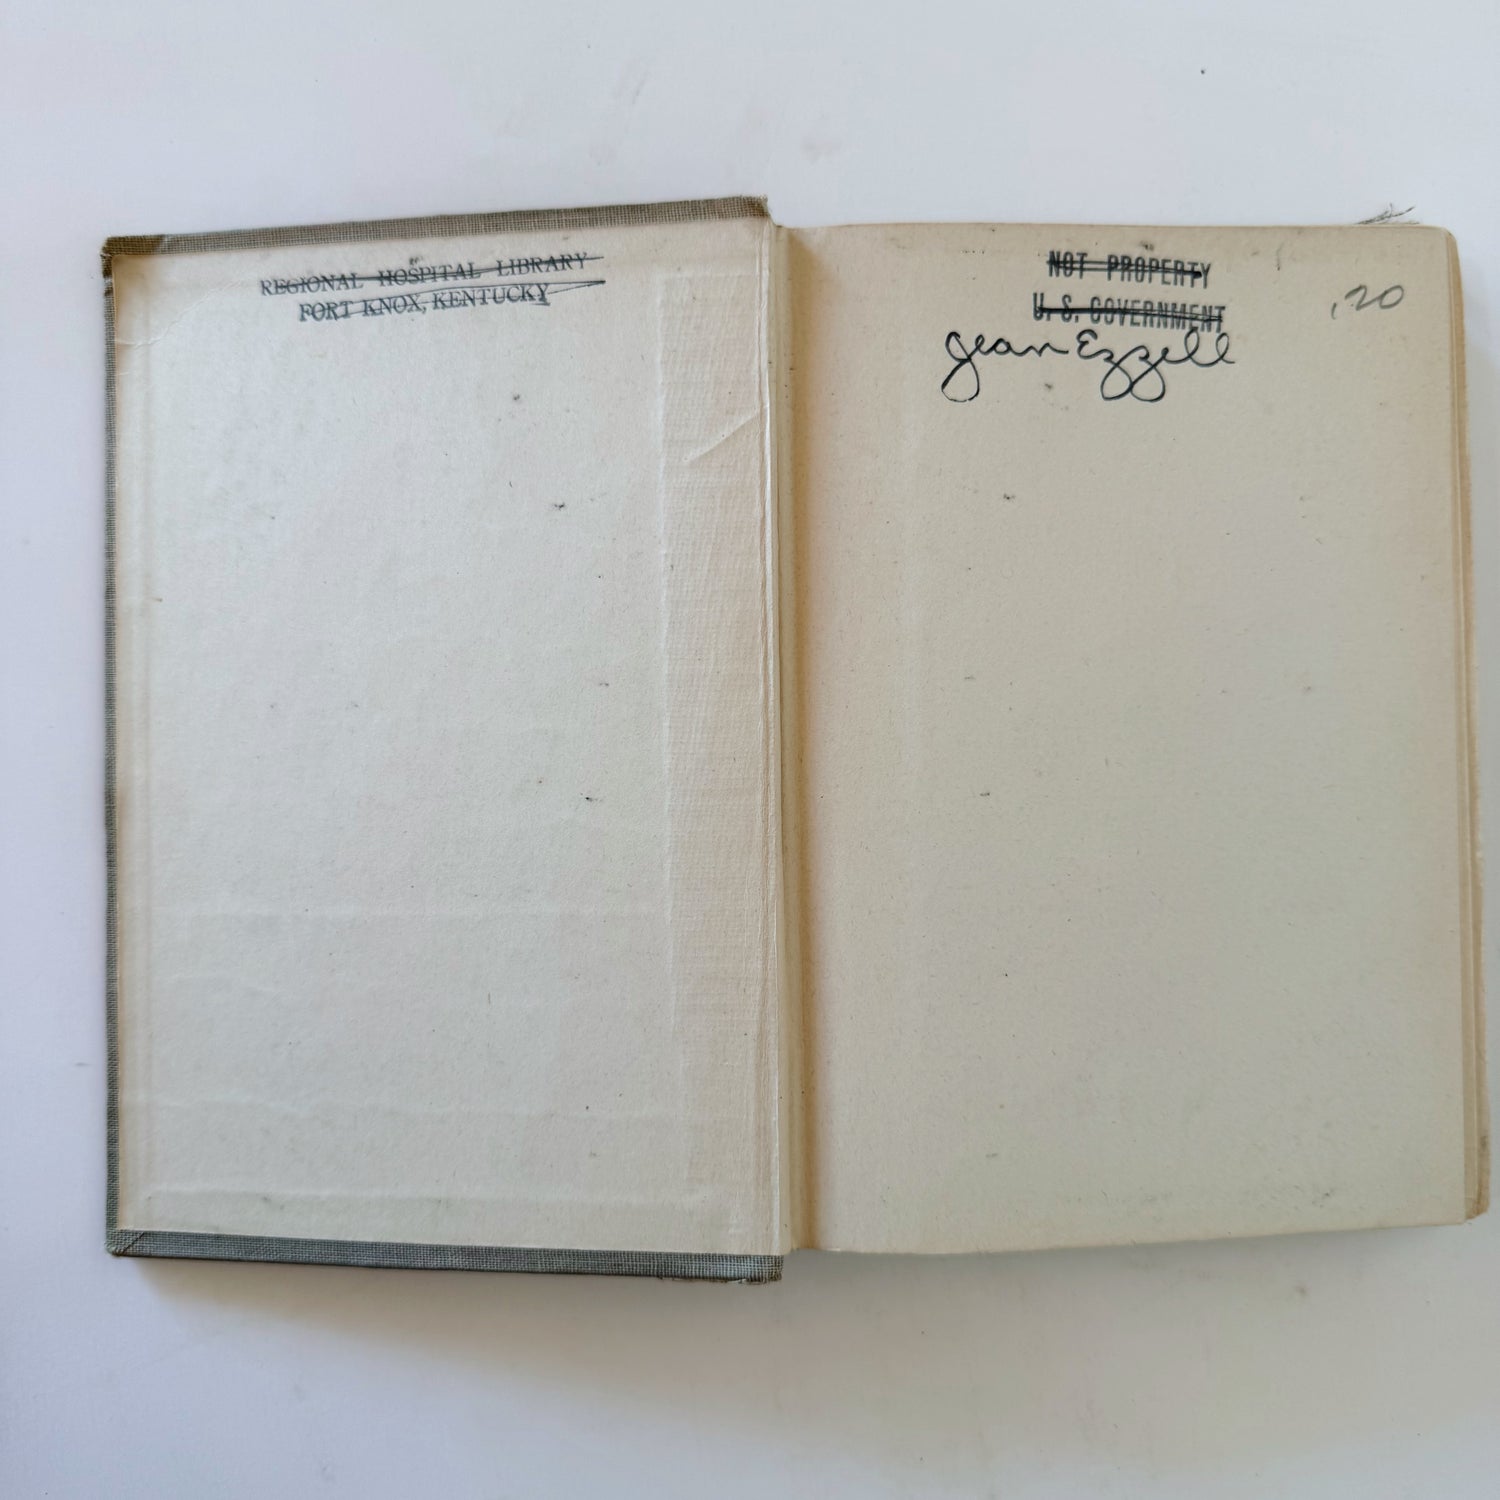 REGIONAL HOSPITAL LIBRARY
FORT KNOX, KENTUCKY
NOT PROPERTY
U. S. GOVERNMENT
.20
Jean Ezzell